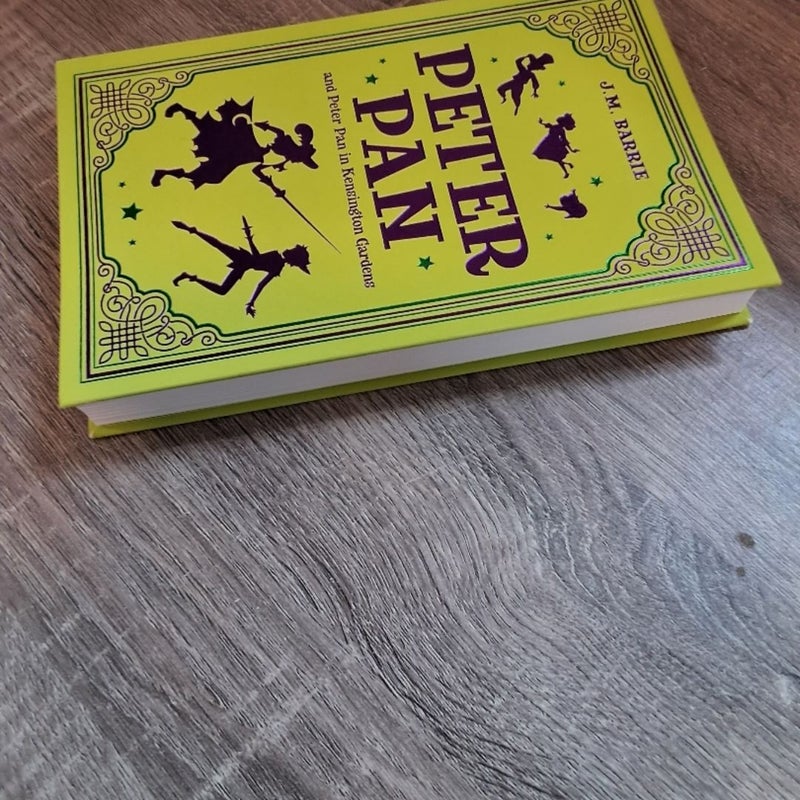 J.M. BARRIE
PETER
PAN
and Peter Pan in Kensington Gardens